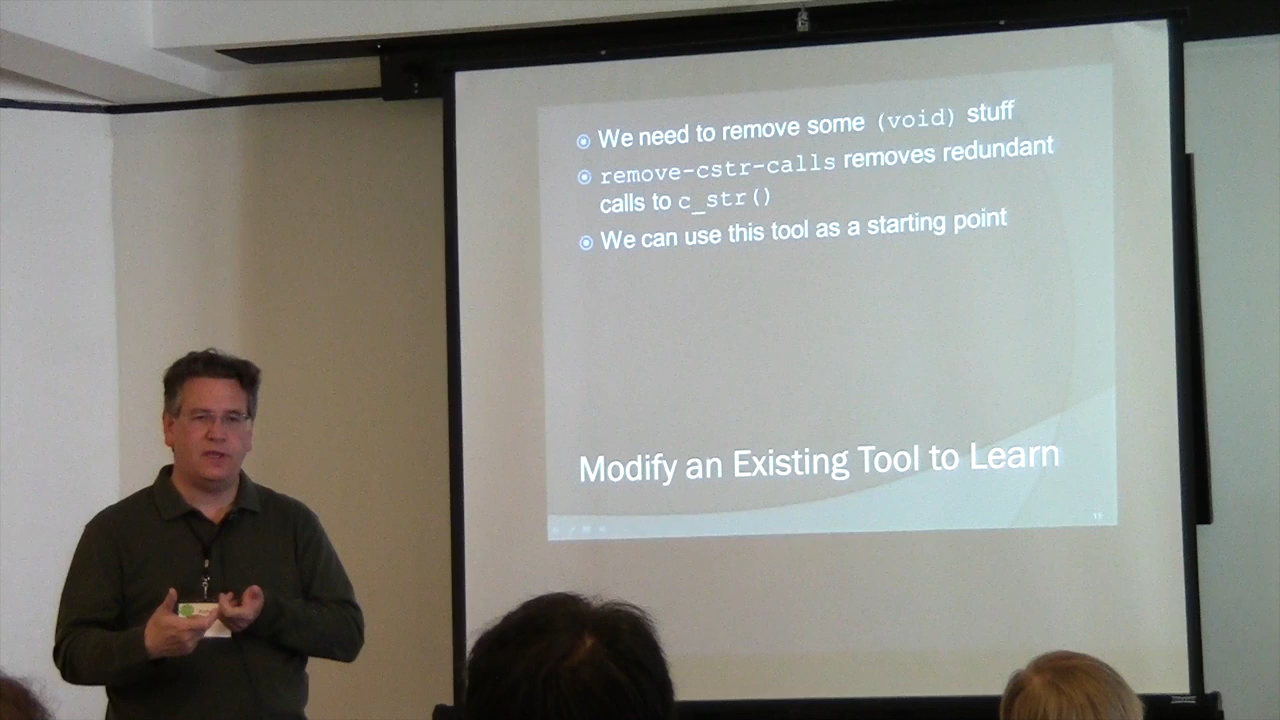 We need to remove some (void) stuff
remove-cstr-calls removes redundant
calls to c_str()
We can use this tool as a starting point
Modify an Existing Tool to Learn